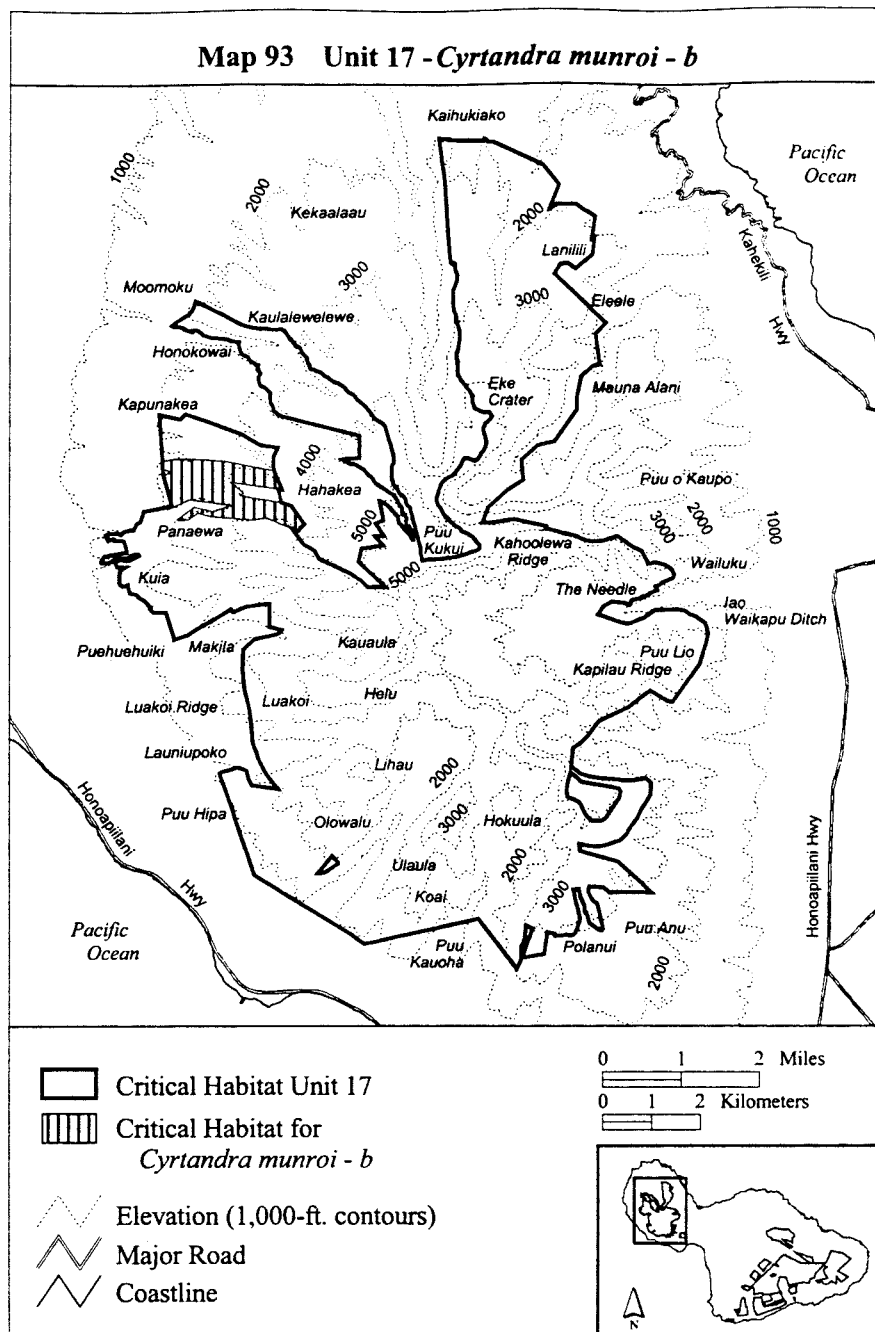 Map 93 Unit 17 - Cyrtandra munroi - b
Kaihukiako
Pacific
Ocean
1000
2000
Kekaalaau
2000
Kahekili
Hwy
Lanilili
3000
3000
Eleele
Moomoku
Kaulalewelewe
Honokowai
Eke
Crater
Mauna Alani
Kapunakea
4000
Hahakea
Puu o Kaupo
5000
Panaewa
Puu
Kukui
Kahoolewa
Ridge
3000
2000
1000
Wailuku
5000
Kuia
The Needle
Iao
Waikapu Ditch
Puehuehuiki
Makila
Kauaula
Puu Lio
Kapilau Ridge
Luakoi Ridge
Luakoi
Helu
Launiupoko
Lihau
2000
Honoapiilani
Hwy
Puu Hipa
Olowalu
3000
Hokuula
Ulaula
2000
Koai
3000
Honoapiilani Hwy
Pacific
Ocean
Puu
Kauoha
Polanui
Puu Anu
2000
Critical Habitat Unit 17
Critical Habitat for
Cyrtandra munroi - b
Elevation (1,000-ft. contours)
Major Road
Coastline
0 1 2 Miles
0 1 2 Kilometers
N